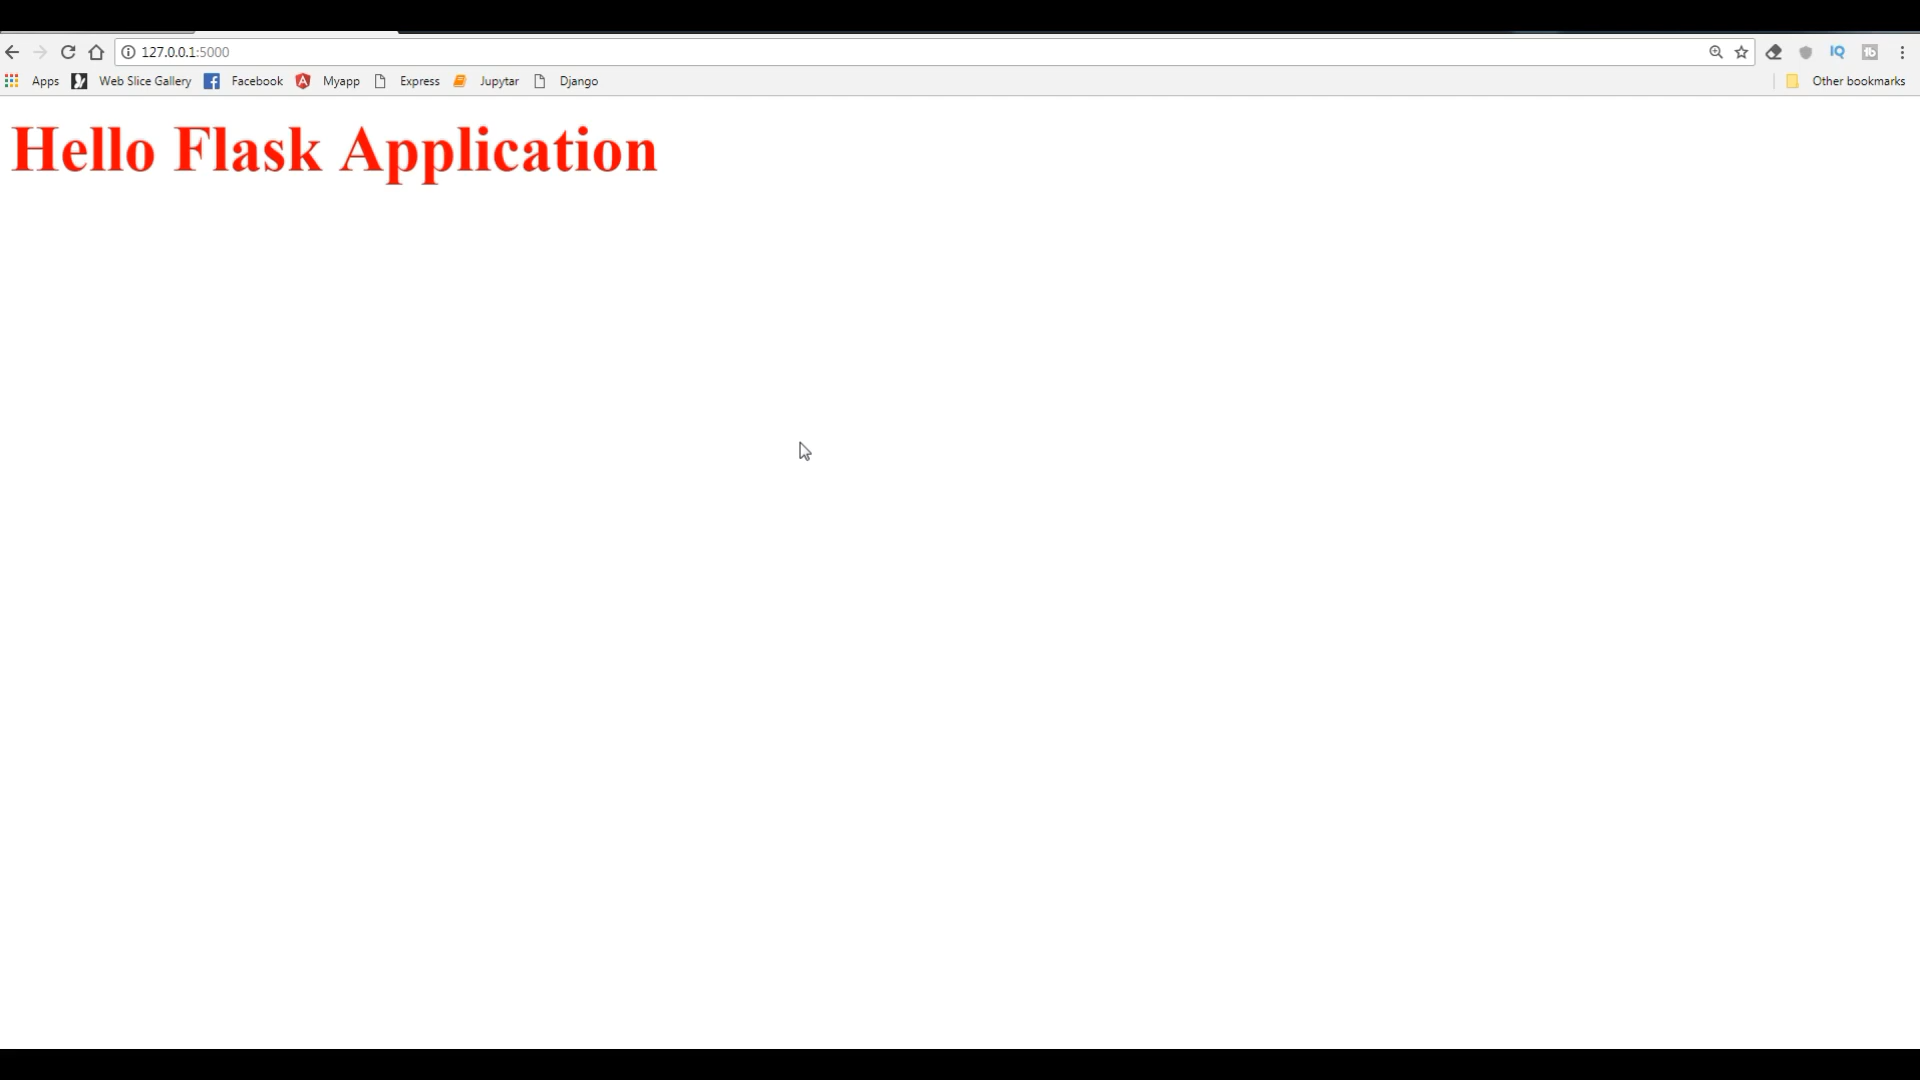 127.0.0.1:5000
IQ
Apps Web Slice Gallery Facebook Myapp Express Jupytar Django Other bookmarks
Hello Flask Application